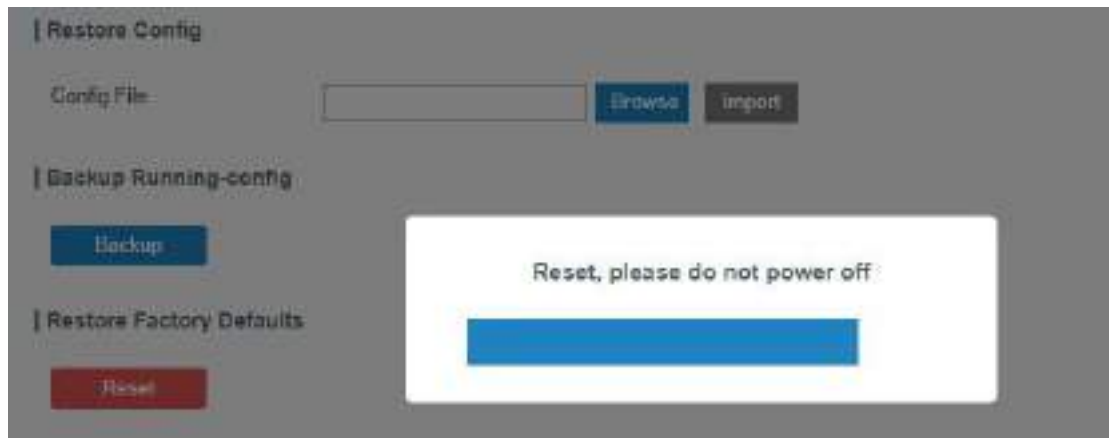 Restore Config
Config File
Browse Import
Backup Running-config
Backup
Reset, please do not power off
Restore Factory Defaults
Reset